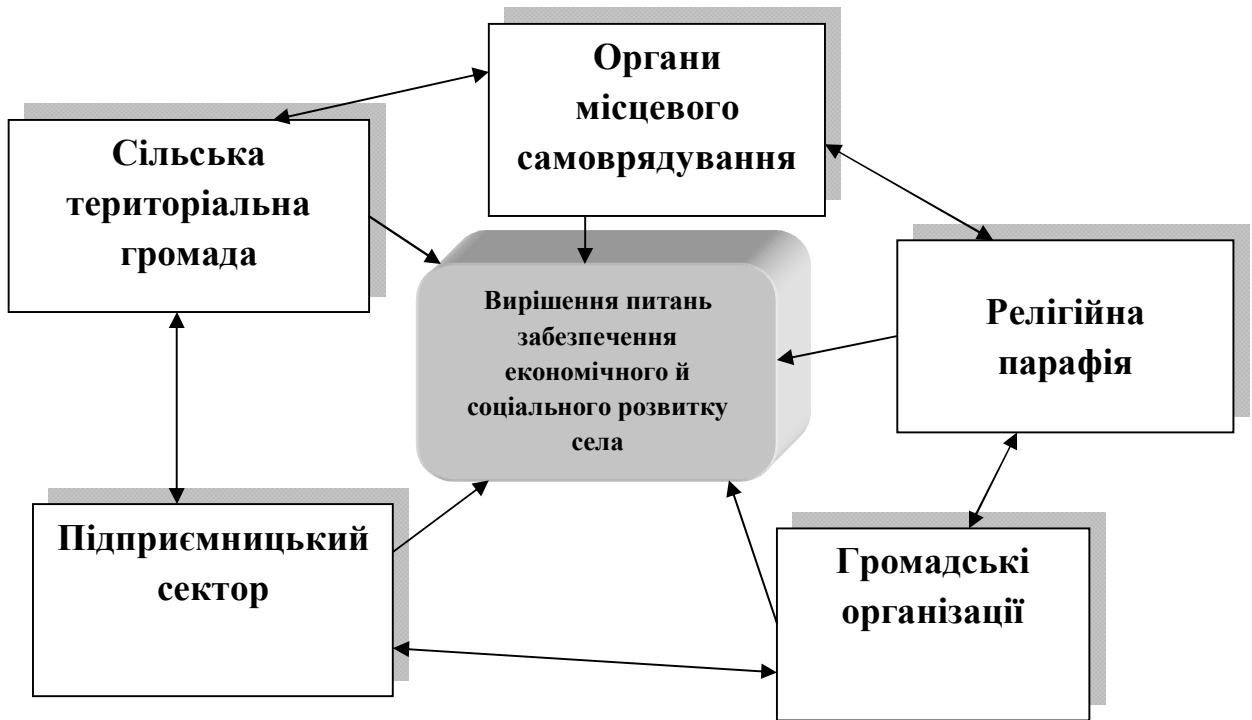 Органи
місцевого
самоврядування
Сільська
територіальна
громада
Вирішення питань
забезпечення
економічного й
соціального розвитку
села
Релігійна
парафія
Підприємницький
сектор
Громадські
організації